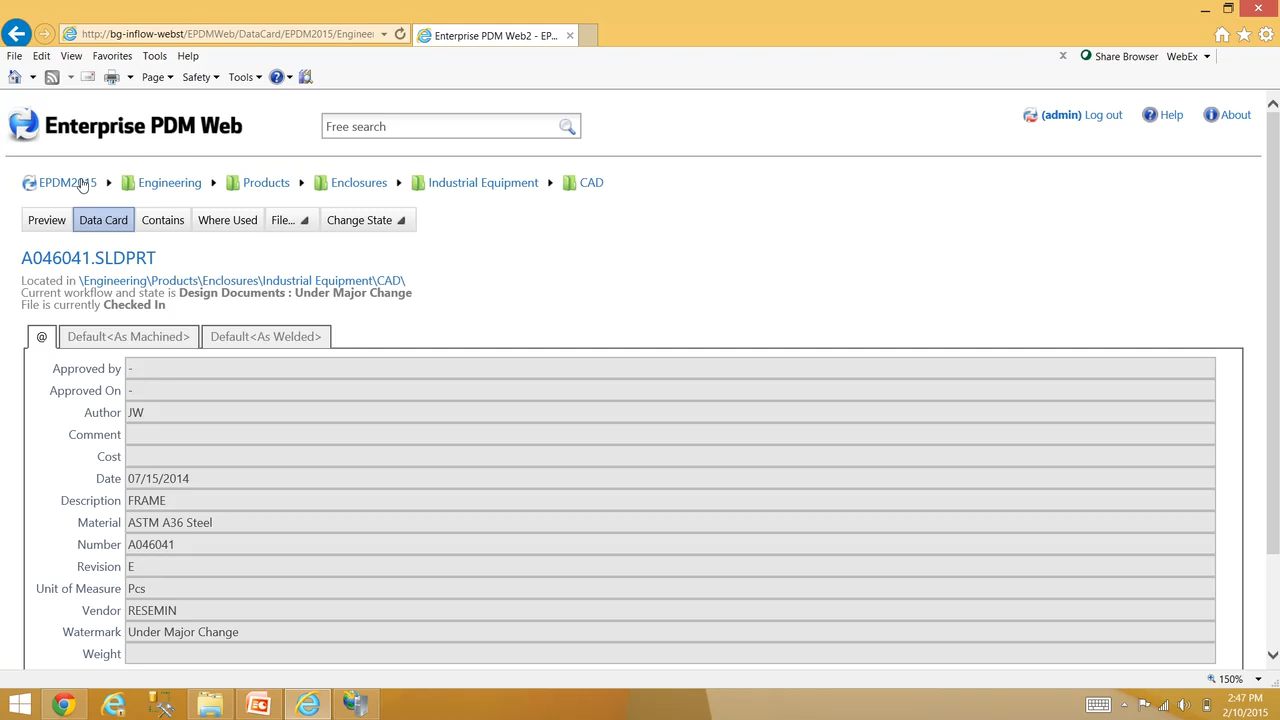 http://bg-inflow-webst/EPDMWeb/DataCard/EPDM2015/Engineer
Enterprise PDM Web2 - EP...
File Edit View Favorites Tools Help
x Share Browser WebEx
Page Safety Tools
Enterprise PDM Web
Free search
(admin) Log out Help About
EPDM2015 Engineering Products Enclosures Industrial Equipment CAD
Preview Data Card Contains Where Used File... Change State
A046041.SLDPRT
Located in \Engineering\Products\Enclosures\Industrial Equipment\CAD\
Current workflow and state is Design Documents : Under Major Change
File is currently Checked In
@ Default<As Machined> Default<As Welded>
Approved by -
Approved On -
Author JW
Comment
Cost
Date 07/15/2014
Description FRAME
Material ASTM A36 Steel
Number A046041
Revision E
Unit of Measure Pcs
Vendor RESEMIN
Watermark Under Major Change
Weight
150%
2:47 PM
2/10/2015